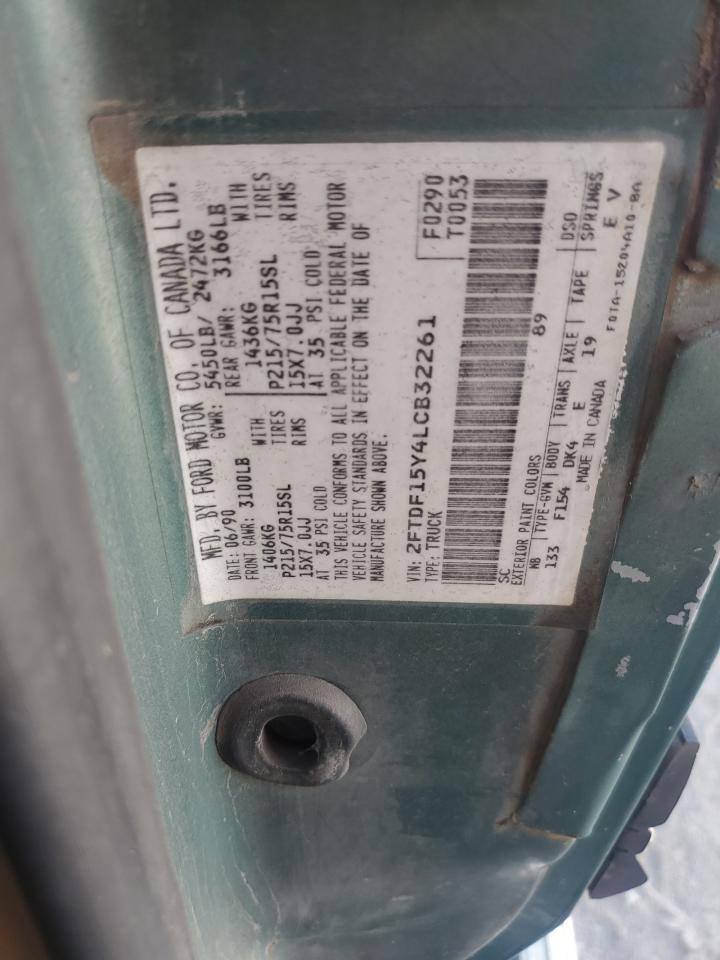 MFD. BY FORD MOTOR CO. OF CANADA LTD.
DATE: 06/90 GVWR: 5450LB/ 2472KG
FRONT GAWR: 3100LB REAR GAWR: 3166LB
1406KG WITH 1436KG WITH
P215/75R15SL TIRES P215/75R15SL TIRES
15X7.0JJ RIMS 15X7.0JJ RIMS
AT 35 PSI COLD AT 35 PSI COLD
THIS VEHICLE CONFORMS TO ALL APPLICABLE FEDERAL MOTOR
VEHICLE SAFETY STANDARDS IN EFFECT ON THE DATE OF
MANUFACTURE SHOWN ABOVE.
VIN: 2FTDF15Y4LCB32261 F0290
TYPE: TRUCK T0053
SC 89
EXTERIOR PAINT COLORS DSO
WB TYPE-GVW BODY TRANS AXLE TAPE SPRINGS
133 F154 DK4 E 19 E V
MADE IN CANADA F0TA-15204A10-BA